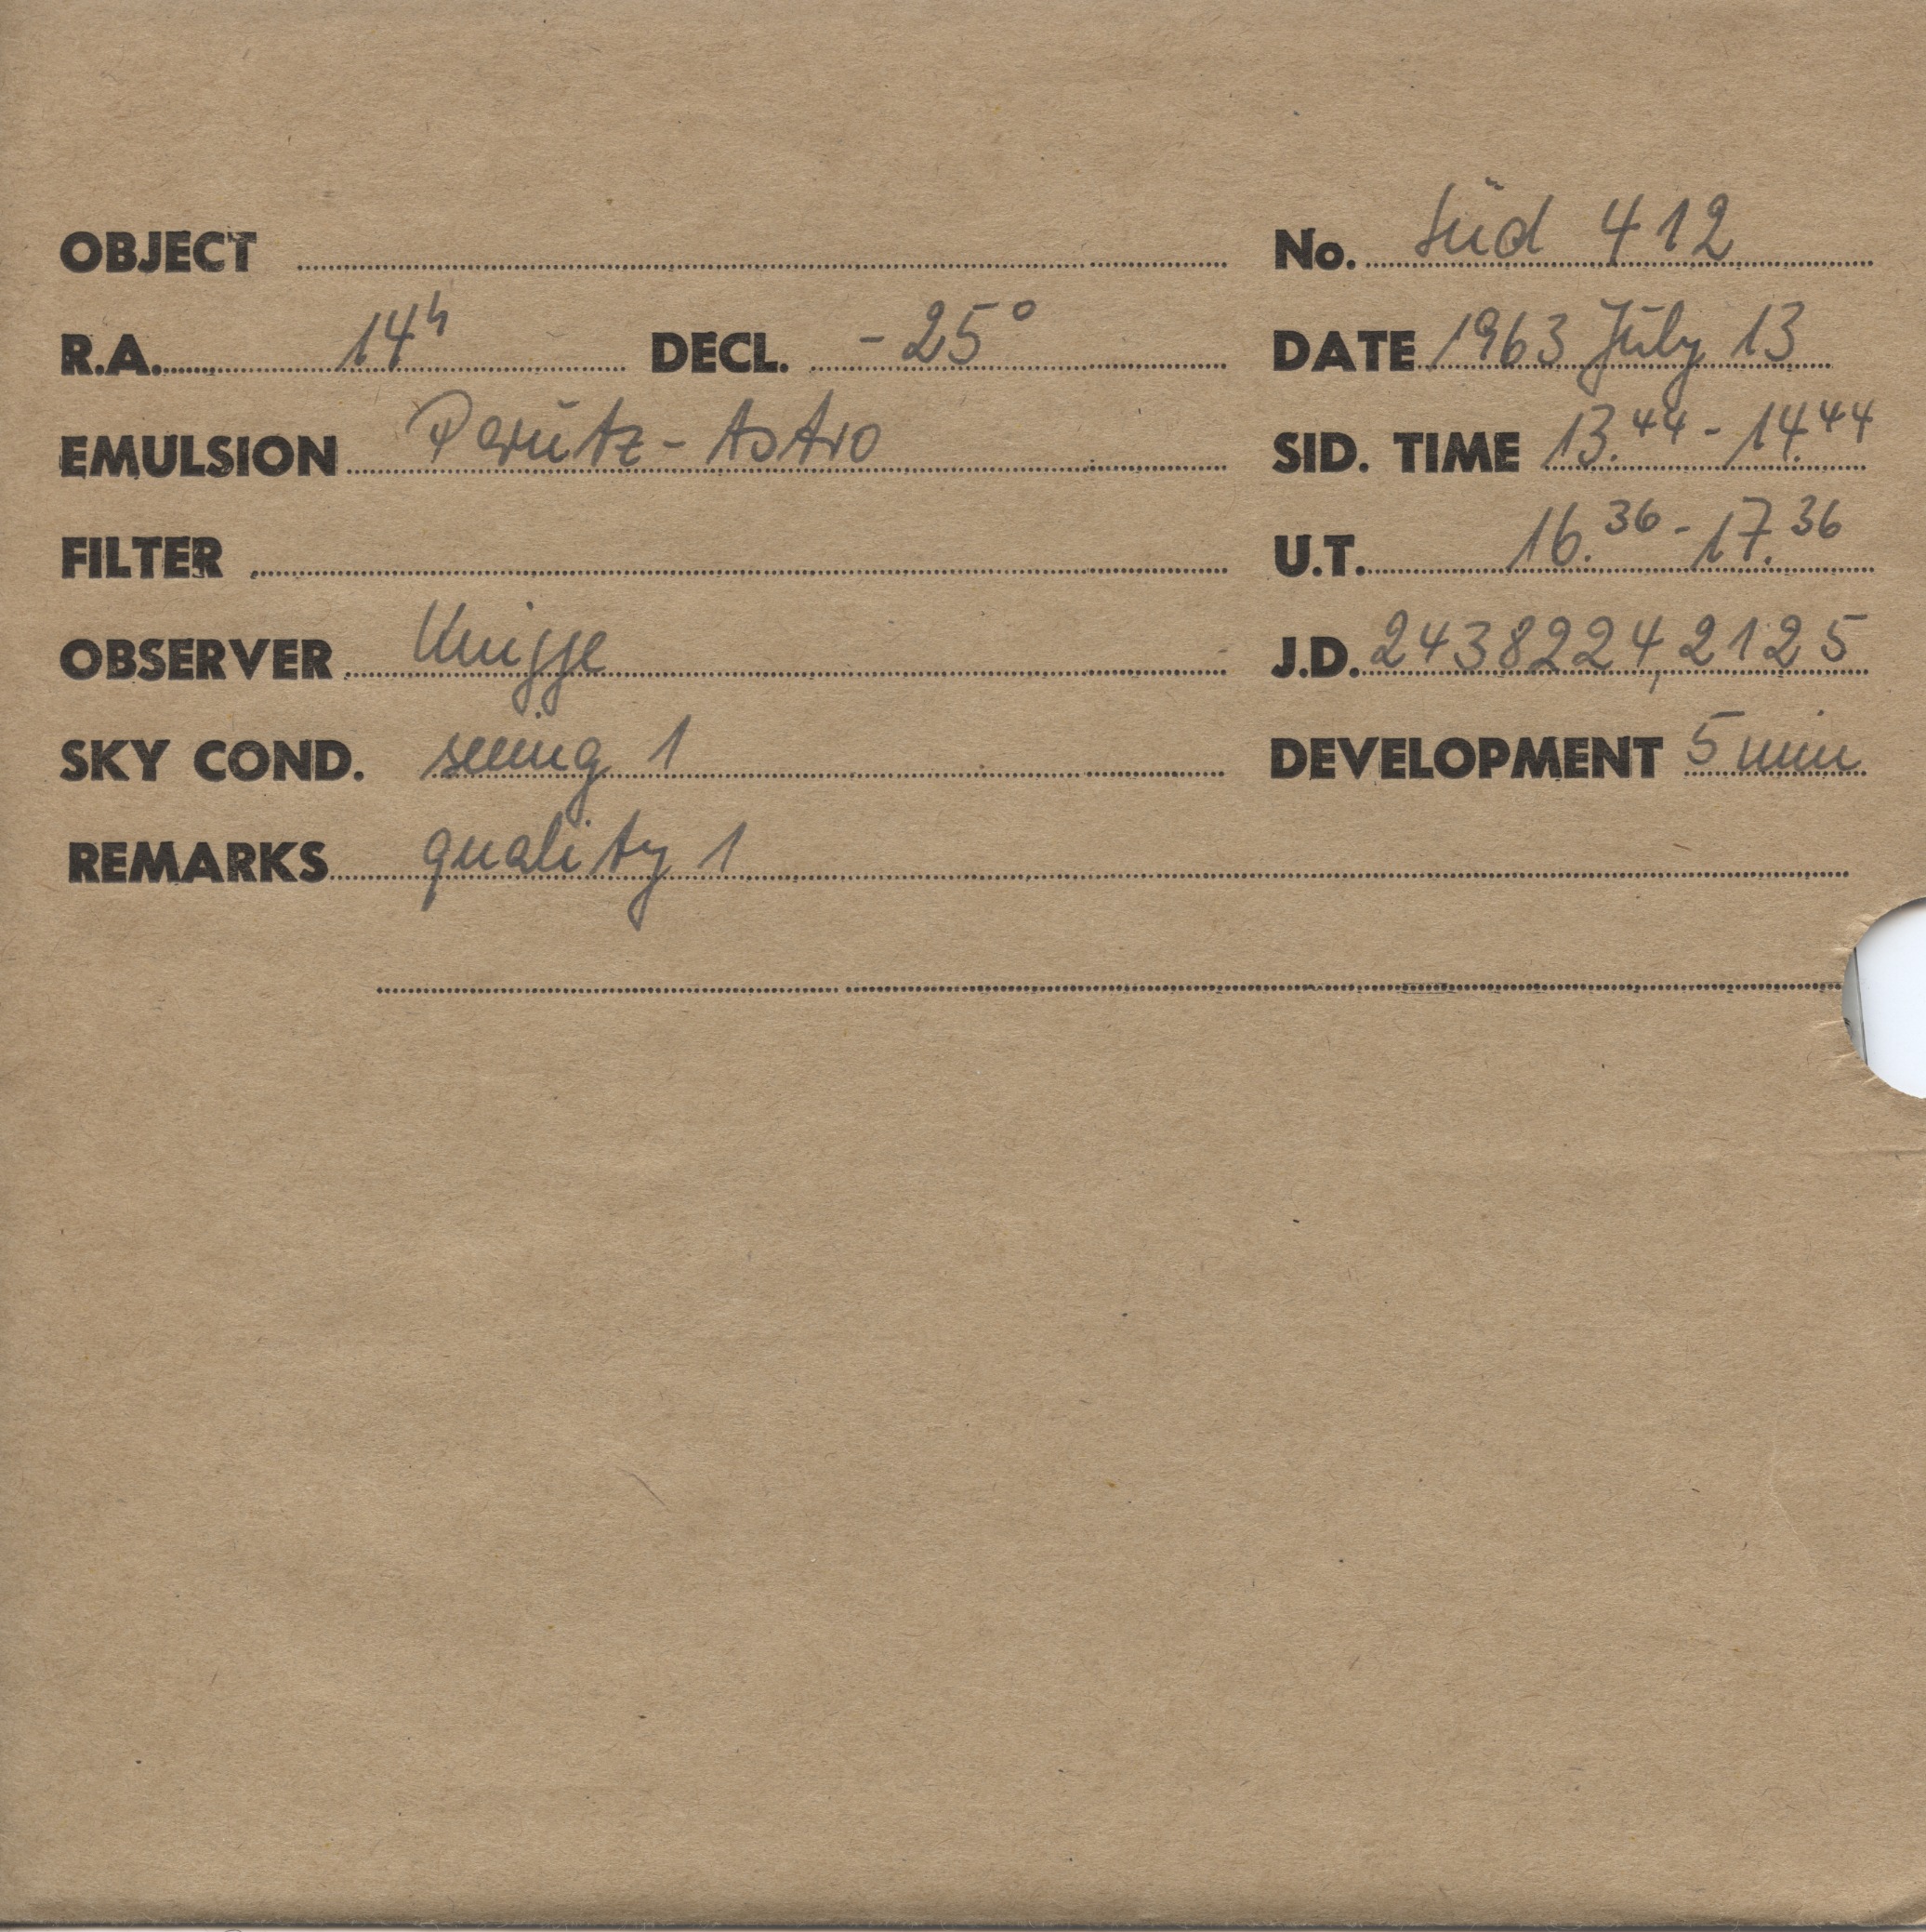 OBJECT No. Süd 412
R.A. 14h DECL. -25° DATE 1963 July 13
EMULSION Perutz-Astro SID. TIME 13.44 - 14.44
FILTER U.T. 16.36 - 17.36
OBSERVER Knigge J.D. 2438224,2125
SKY COND. seeing 1 DEVELOPMENT 5 min
REMARKS quality 1